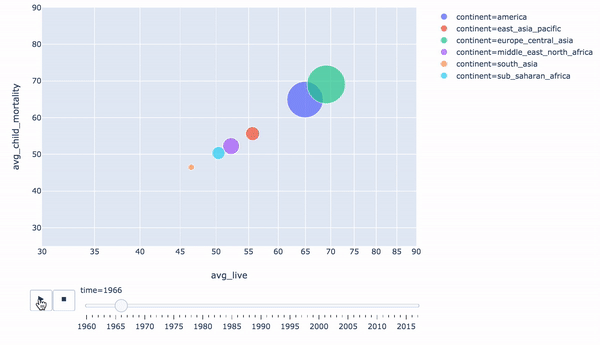 90
80
70
60
50
40
30
avg_child_mortality
30 35 40 45 50 55 60 65 70 75 80 85 90
avg_live
continent=america
continent=east_asia_pacific
continent=europe_central_asia
continent=middle_east_north_africa
continent=south_asia
continent=sub_saharan_africa
time=1966
1960 1965 1970 1975 1980 1985 1990 1995 2000 2005 2010 2015